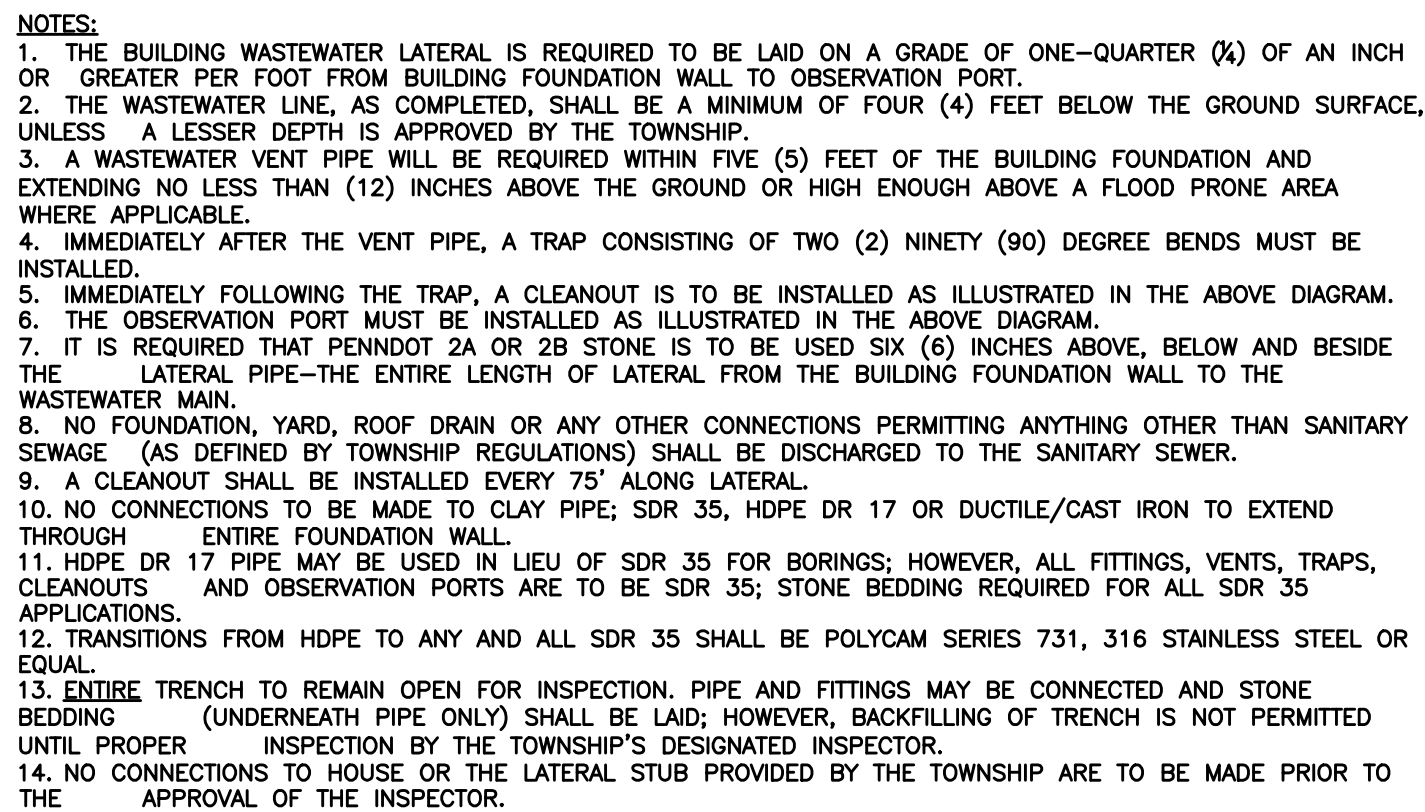 NOTES:
1. THE BUILDING WASTEWATER LATERAL IS REQUIRED TO BE LAID ON A GRADE OF ONE–QUARTER (¼) OF AN INCH
OR GREATER PER FOOT FROM BUILDING FOUNDATION WALL TO OBSERVATION PORT.
2. THE WASTEWATER LINE, AS COMPLETED, SHALL BE A MINIMUM OF FOUR (4) FEET BELOW THE GROUND SURFACE,
UNLESS A LESSER DEPTH IS APPROVED BY THE TOWNSHIP.
3. A WASTEWATER VENT PIPE WILL BE REQUIRED WITHIN FIVE (5) FEET OF THE BUILDING FOUNDATION AND
EXTENDING NO LESS THAN (12) INCHES ABOVE THE GROUND OR HIGH ENOUGH ABOVE A FLOOD PRONE AREA
WHERE APPLICABLE.
4. IMMEDIATELY AFTER THE VENT PIPE, A TRAP CONSISTING OF TWO (2) NINETY (90) DEGREE BENDS MUST BE
INSTALLED.
5. IMMEDIATELY FOLLOWING THE TRAP, A CLEANOUT IS TO BE INSTALLED AS ILLUSTRATED IN THE ABOVE DIAGRAM.
6. THE OBSERVATION PORT MUST BE INSTALLED AS ILLUSTRATED IN THE ABOVE DIAGRAM.
7. IT IS REQUIRED THAT PENNDOT 2A OR 2B STONE IS TO BE USED SIX (6) INCHES ABOVE, BELOW AND BESIDE
THE LATERAL PIPE–THE ENTIRE LENGTH OF LATERAL FROM THE BUILDING FOUNDATION WALL TO THE
WASTEWATER MAIN.
8. NO FOUNDATION, YARD, ROOF DRAIN OR ANY OTHER CONNECTIONS PERMITTING ANYTHING OTHER THAN SANITARY
SEWAGE (AS DEFINED BY TOWNSHIP REGULATIONS) SHALL BE DISCHARGED TO THE SANITARY SEWER.
9. A CLEANOUT SHALL BE INSTALLED EVERY 75' ALONG LATERAL.
10. NO CONNECTIONS TO BE MADE TO CLAY PIPE; SDR 35, HDPE DR 17 OR DUCTILE/CAST IRON TO EXTEND
THROUGH ENTIRE FOUNDATION WALL.
11. HDPE DR 17 PIPE MAY BE USED IN LIEU OF SDR 35 FOR BORINGS; HOWEVER, ALL FITTINGS, VENTS, TRAPS,
CLEANOUTS AND OBSERVATION PORTS ARE TO BE SDR 35; STONE BEDDING REQUIRED FOR ALL SDR 35
APPLICATIONS.
12. TRANSITIONS FROM HDPE TO ANY AND ALL SDR 35 SHALL BE POLYCAM SERIES 731, 316 STAINLESS STEEL OR
EQUAL.
13. ENTIRE TRENCH TO REMAIN OPEN FOR INSPECTION. PIPE AND FITTINGS MAY BE CONNECTED AND STONE
BEDDING (UNDERNEATH PIPE ONLY) SHALL BE LAID; HOWEVER, BACKFILLING OF TRENCH IS NOT PERMITTED
UNTIL PROPER INSPECTION BY THE TOWNSHIP'S DESIGNATED INSPECTOR.
14. NO CONNECTIONS TO HOUSE OR THE LATERAL STUB PROVIDED BY THE TOWNSHIP ARE TO BE MADE PRIOR TO
THE APPROVAL OF THE INSPECTOR.